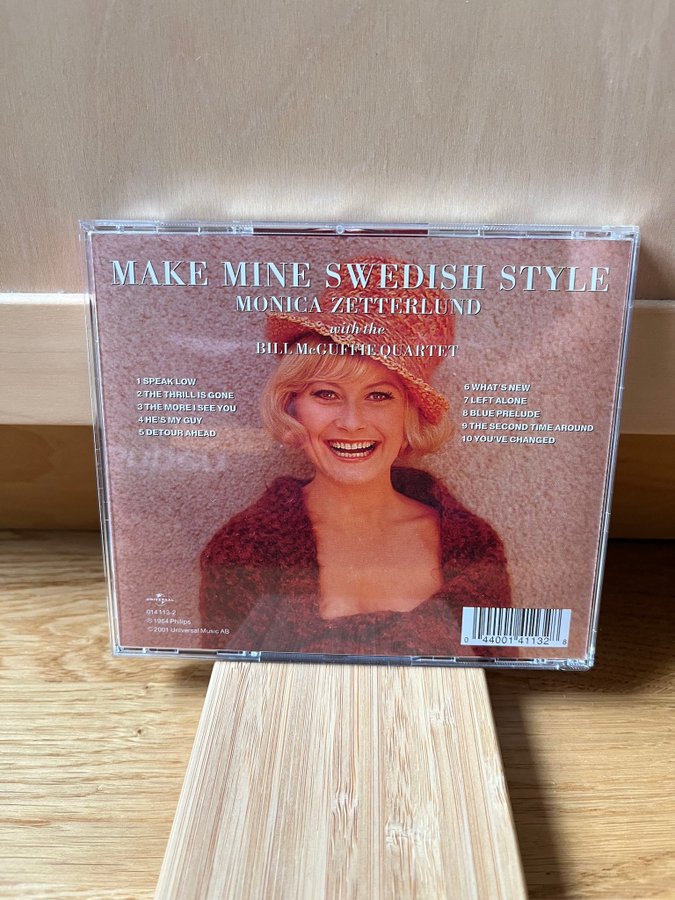 MAKE MINE SWEDISH STYLE
MONICA ZETTERLUND
with the
BILL McGUFFIE QUARTET
1 SPEAK LOW
2 THE THRILL IS GONE
3 THE MORE I SEE YOU
4 HE'S MY GUY
5 DETOUR AHEAD
6 WHAT'S NEW
7 LEFT ALONE
8 BLUE PRELUDE
9 THE SECOND TIME AROUND
10 YOU'VE CHANGED
UNIVERSAL
014 113-2
℗ 1964 Philips
© 2001 Universal Music AB
0 44001 41132 8